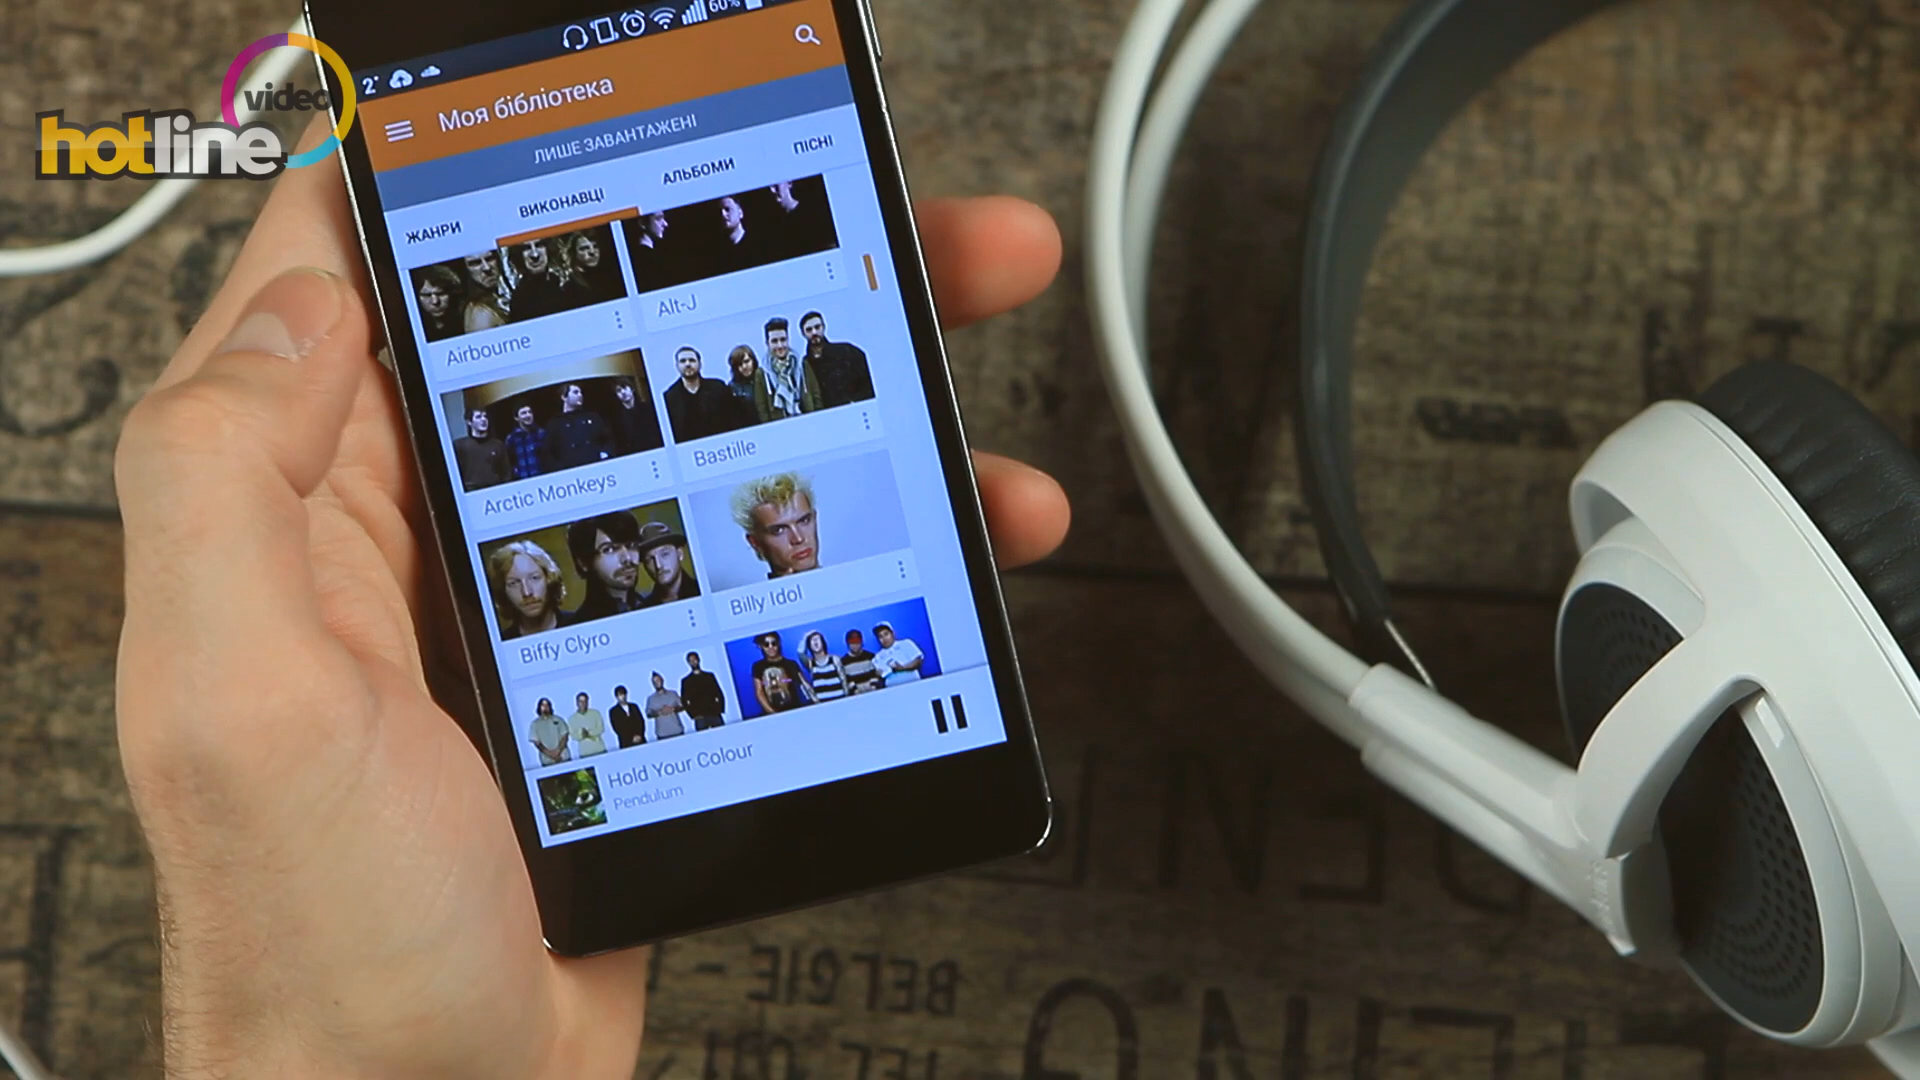 video
hotline
2°
60%
Моя бібліотека
ЛИШЕ ЗАВАНТАЖЕНІ
ЖАНРИ
ВИКОНАВЦІ
АЛЬБОМИ
ПІСНІ
Airbourne
Alt-J
Arctic Monkeys
Bastille
Biffy Clyro
Billy Idol
Hold Your Colour
Pendulum
BELGIE -